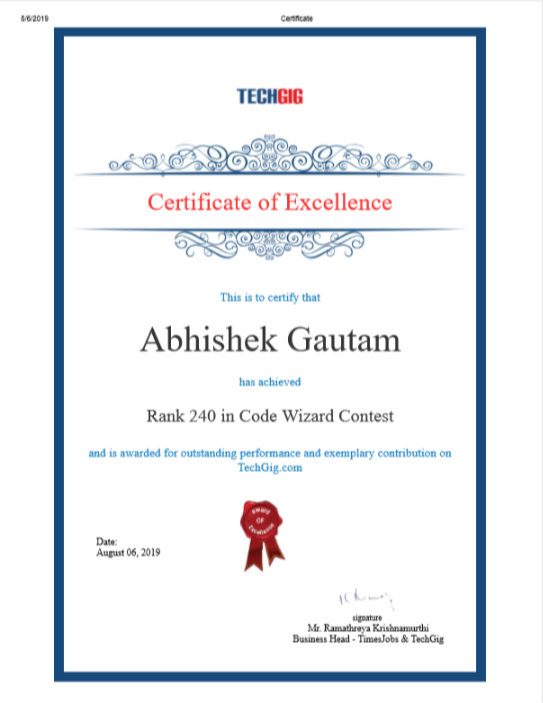 8/6/2019 Certificate
TECHGIG
Certificate of Excellence
This is to certify that
Abhishek Gautam
has achieved
Rank 240 in Code Wizard Contest
and is awarded for outstanding performance and exemplary contribution on
TechGig.com
AWARD
OF
Excellence
Date:
August 06, 2019
signature
Mr. Ramathreya Krishnamurthi
Business Head - TimesJobs & TechGig